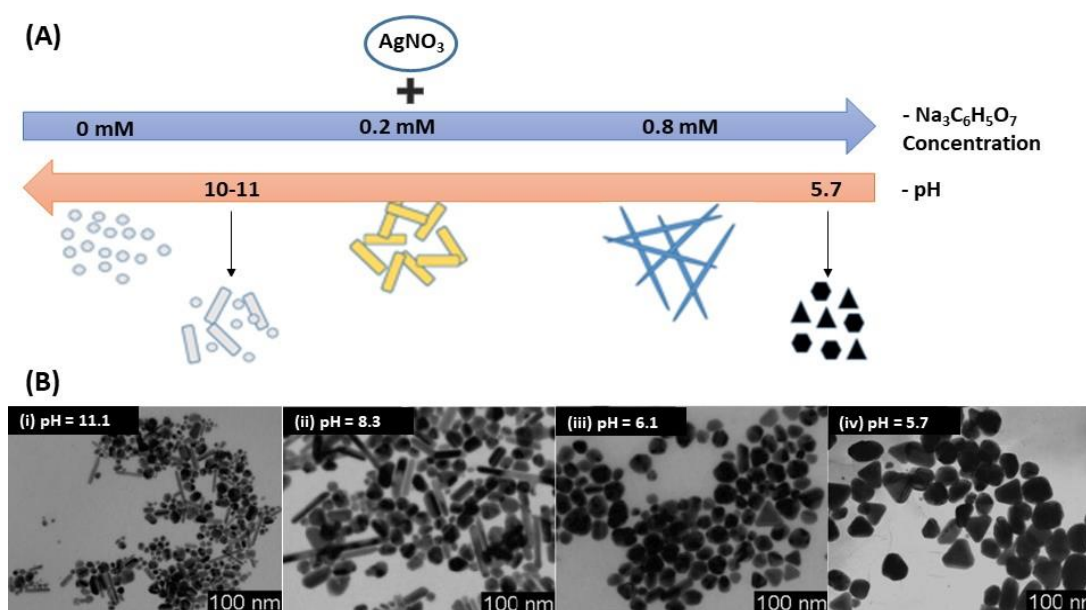 (A)
AgNO₃
+
0 mM 0.2 mM 0.8 mM
- Na₃C₆H₅O₇
Concentration
10-11 5.7 - pH
(B)
(i) pH = 11.1 (ii) pH = 8.3 (iii) pH = 6.1 (iv) pH = 5.7
100 nm 100 nm 100 nm 100 nm